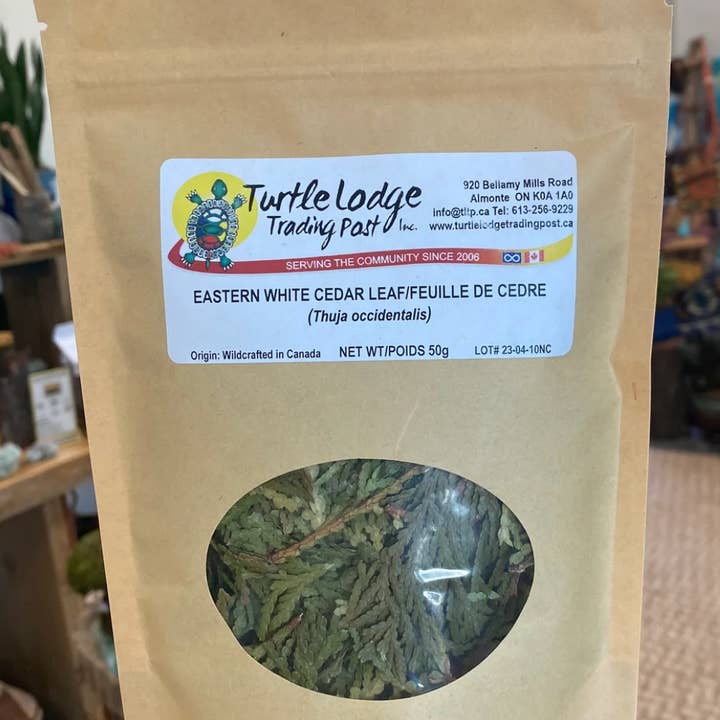 Turtle Lodge
Trading Post Inc.
920 Bellamy Mills Road
Almonte ON K0A 1A0
info@tltp.ca Tel: 613-256-9229
www.turtlelodgetradingpost.ca
SERVING THE COMMUNITY SINCE 2006
EASTERN WHITE CEDAR LEAF/FEUILLE DE CEDRE
(Thuja occidentalis)
Origin: Wildcrafted in Canada NET WT/POIDS 50g LOT# 23-04-10NC